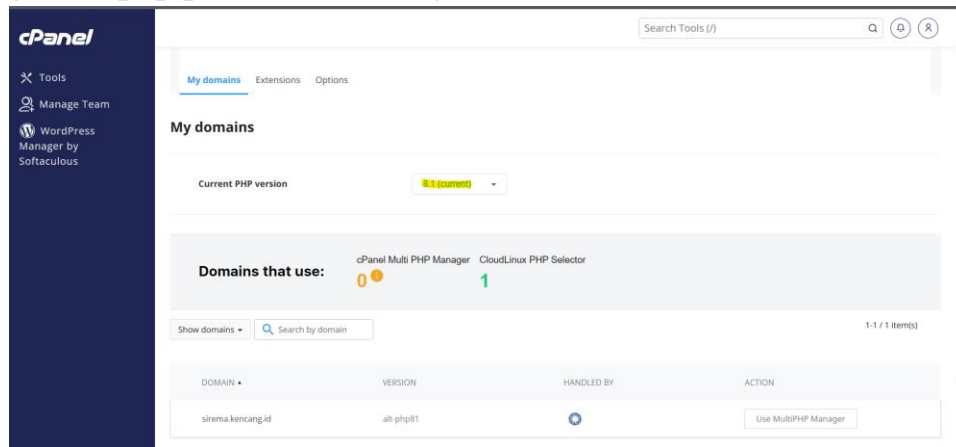 cPanel
Search Tools (/)
Tools
Manage Team
WordPress
Manager by
Softaculous
My domains Extensions Options
My domains
Current PHP version 8.1 (current)
Domains that use: cPanel Multi PHP Manager CloudLinux PHP Selector
0 1
Show domains Search by domain 1-1 / 1 item(s)
DOMAIN VERSION HANDLED BY ACTION
sirema.kencang.id alt-php81 Use MultiPHP Manager